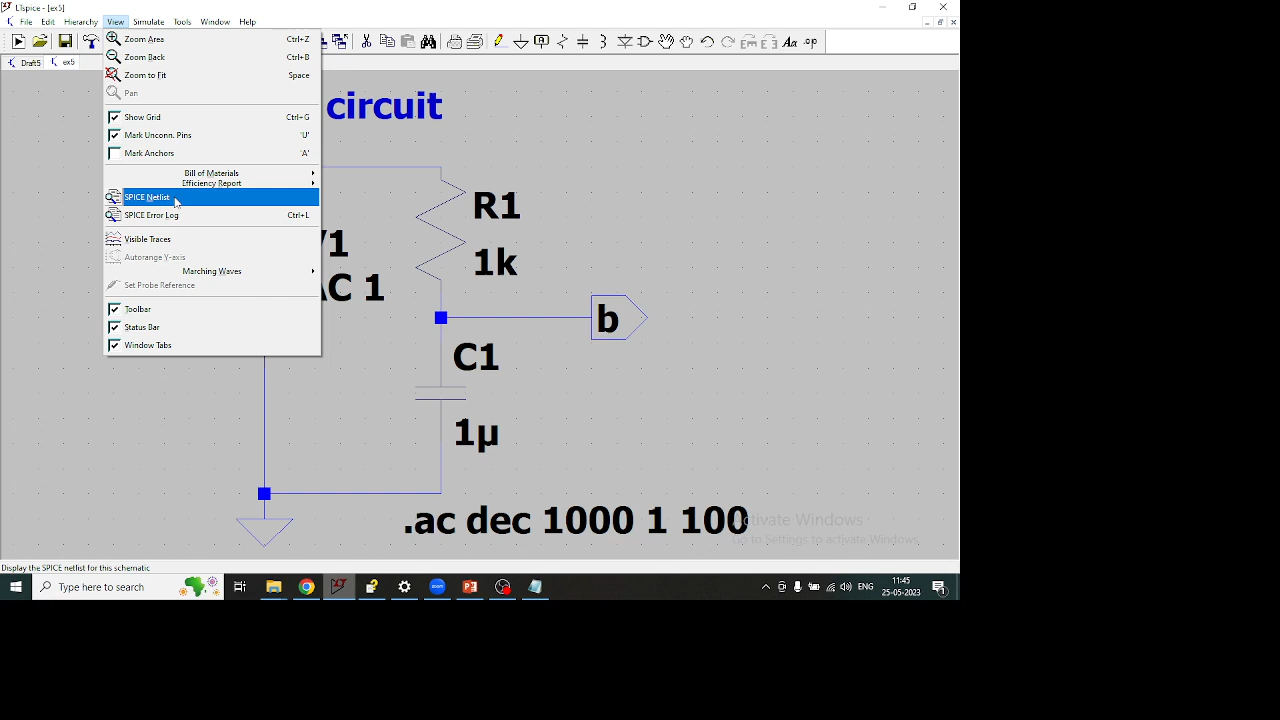 LTspice - [ex5]
File Edit Hierarchy View Simulate Tools Window Help
Draft5 ex5
Zoom Area Ctrl+Z
Zoom Back Ctrl+B
Zoom to Fit Space
Pan
Show Grid Ctrl+G
Mark Unconn. Pins 'U'
Mark Anchors 'A'
Bill of Materials
Efficiency Report
SPICE Netlist
SPICE Error Log Ctrl+L
Visible Traces
Autorange Y-axis
Marching Waves
Set Probe Reference
Toolbar
Status Bar
Window Tabs
circuit
R1
1k
V1
AC 1
b
C1
1µ
.ac dec 1000 1 100
Activate Windows
Go to Settings to activate Windows.
Display the SPICE netlist for this schematic
Type here to search
zoom
ENG
11:45
25-05-2023
1